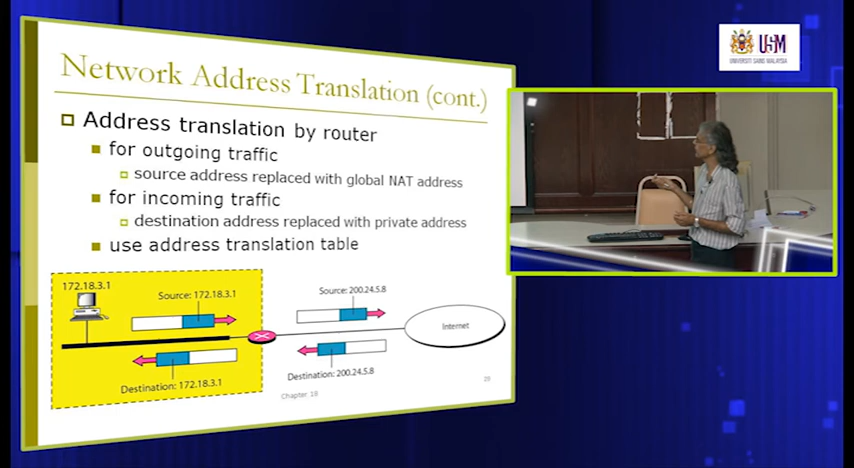 Network Address Translation (cont.)
Address translation by router
for outgoing traffic
source address replaced with global NAT address
for incoming traffic
destination address replaced with private address
use address translation table
172.18.3.1
Source: 172.18.3.1
Source: 200.24.5.8
Internet
Destination: 172.18.3.1
Destination: 200.24.5.8
Chapter 18
USM
UNIVERSITI SAINS MALAYSIA